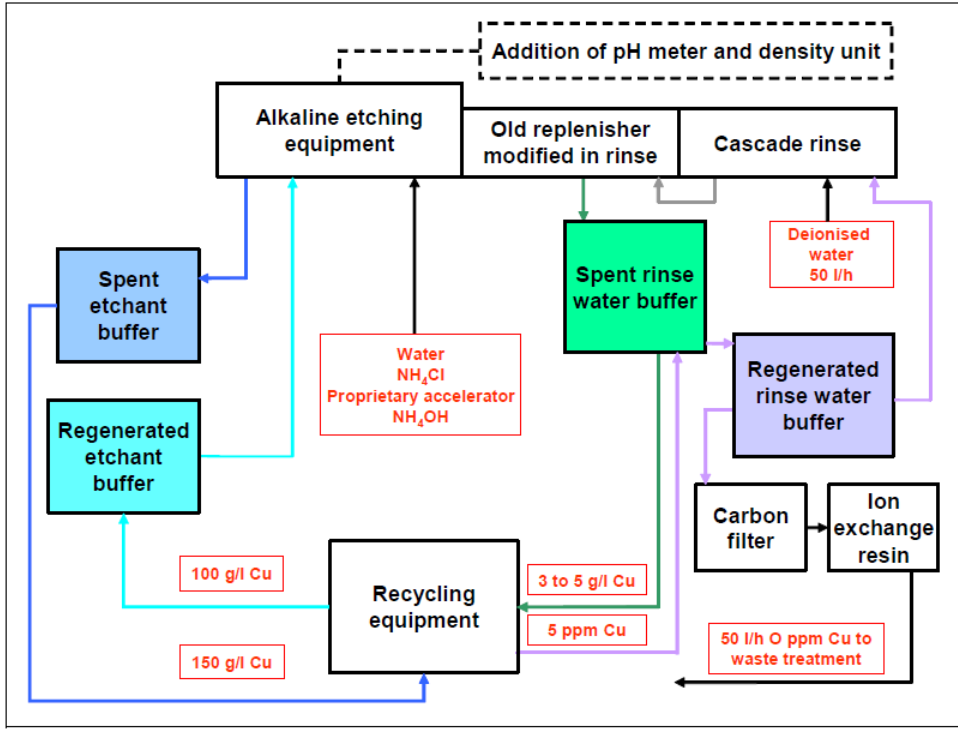 Addition of pH meter and density unit
Alkaline etching
equipment
Old replenisher
modified in rinse
Cascade rinse
Deionised
water
50 l/h
Spent
etchant
buffer
Spent rinse
water buffer
Water
NH₄Cl
Proprietary accelerator
NH₄OH
Regenerated
rinse water
buffer
Regenerated
etchant
buffer
Carbon
filter
Ion
exchange
resin
100 g/l Cu
Recycling
equipment
3 to 5 g/l Cu
5 ppm Cu
150 g/l Cu
50 l/h O ppm Cu to
waste treatment